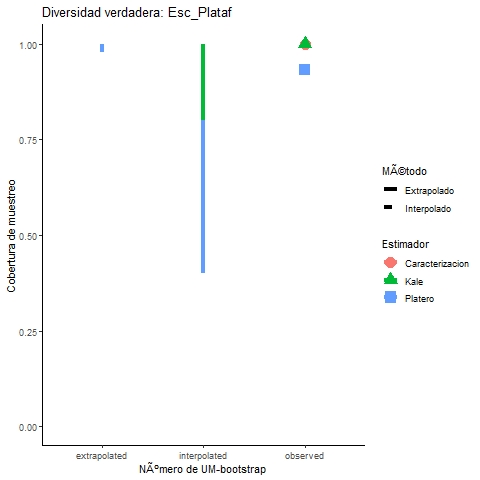 Diversidad verdadera: Esc_Plataf
1.00
0.75
0.50
0.25
0.00
Cobertura de muestreo
extrapolated interpolated observed
NÃºmero de UM-bootstrap
MÃ©todo
Extrapolado
Interpolado
Estimador
Caracterizacion
Kale
Platero